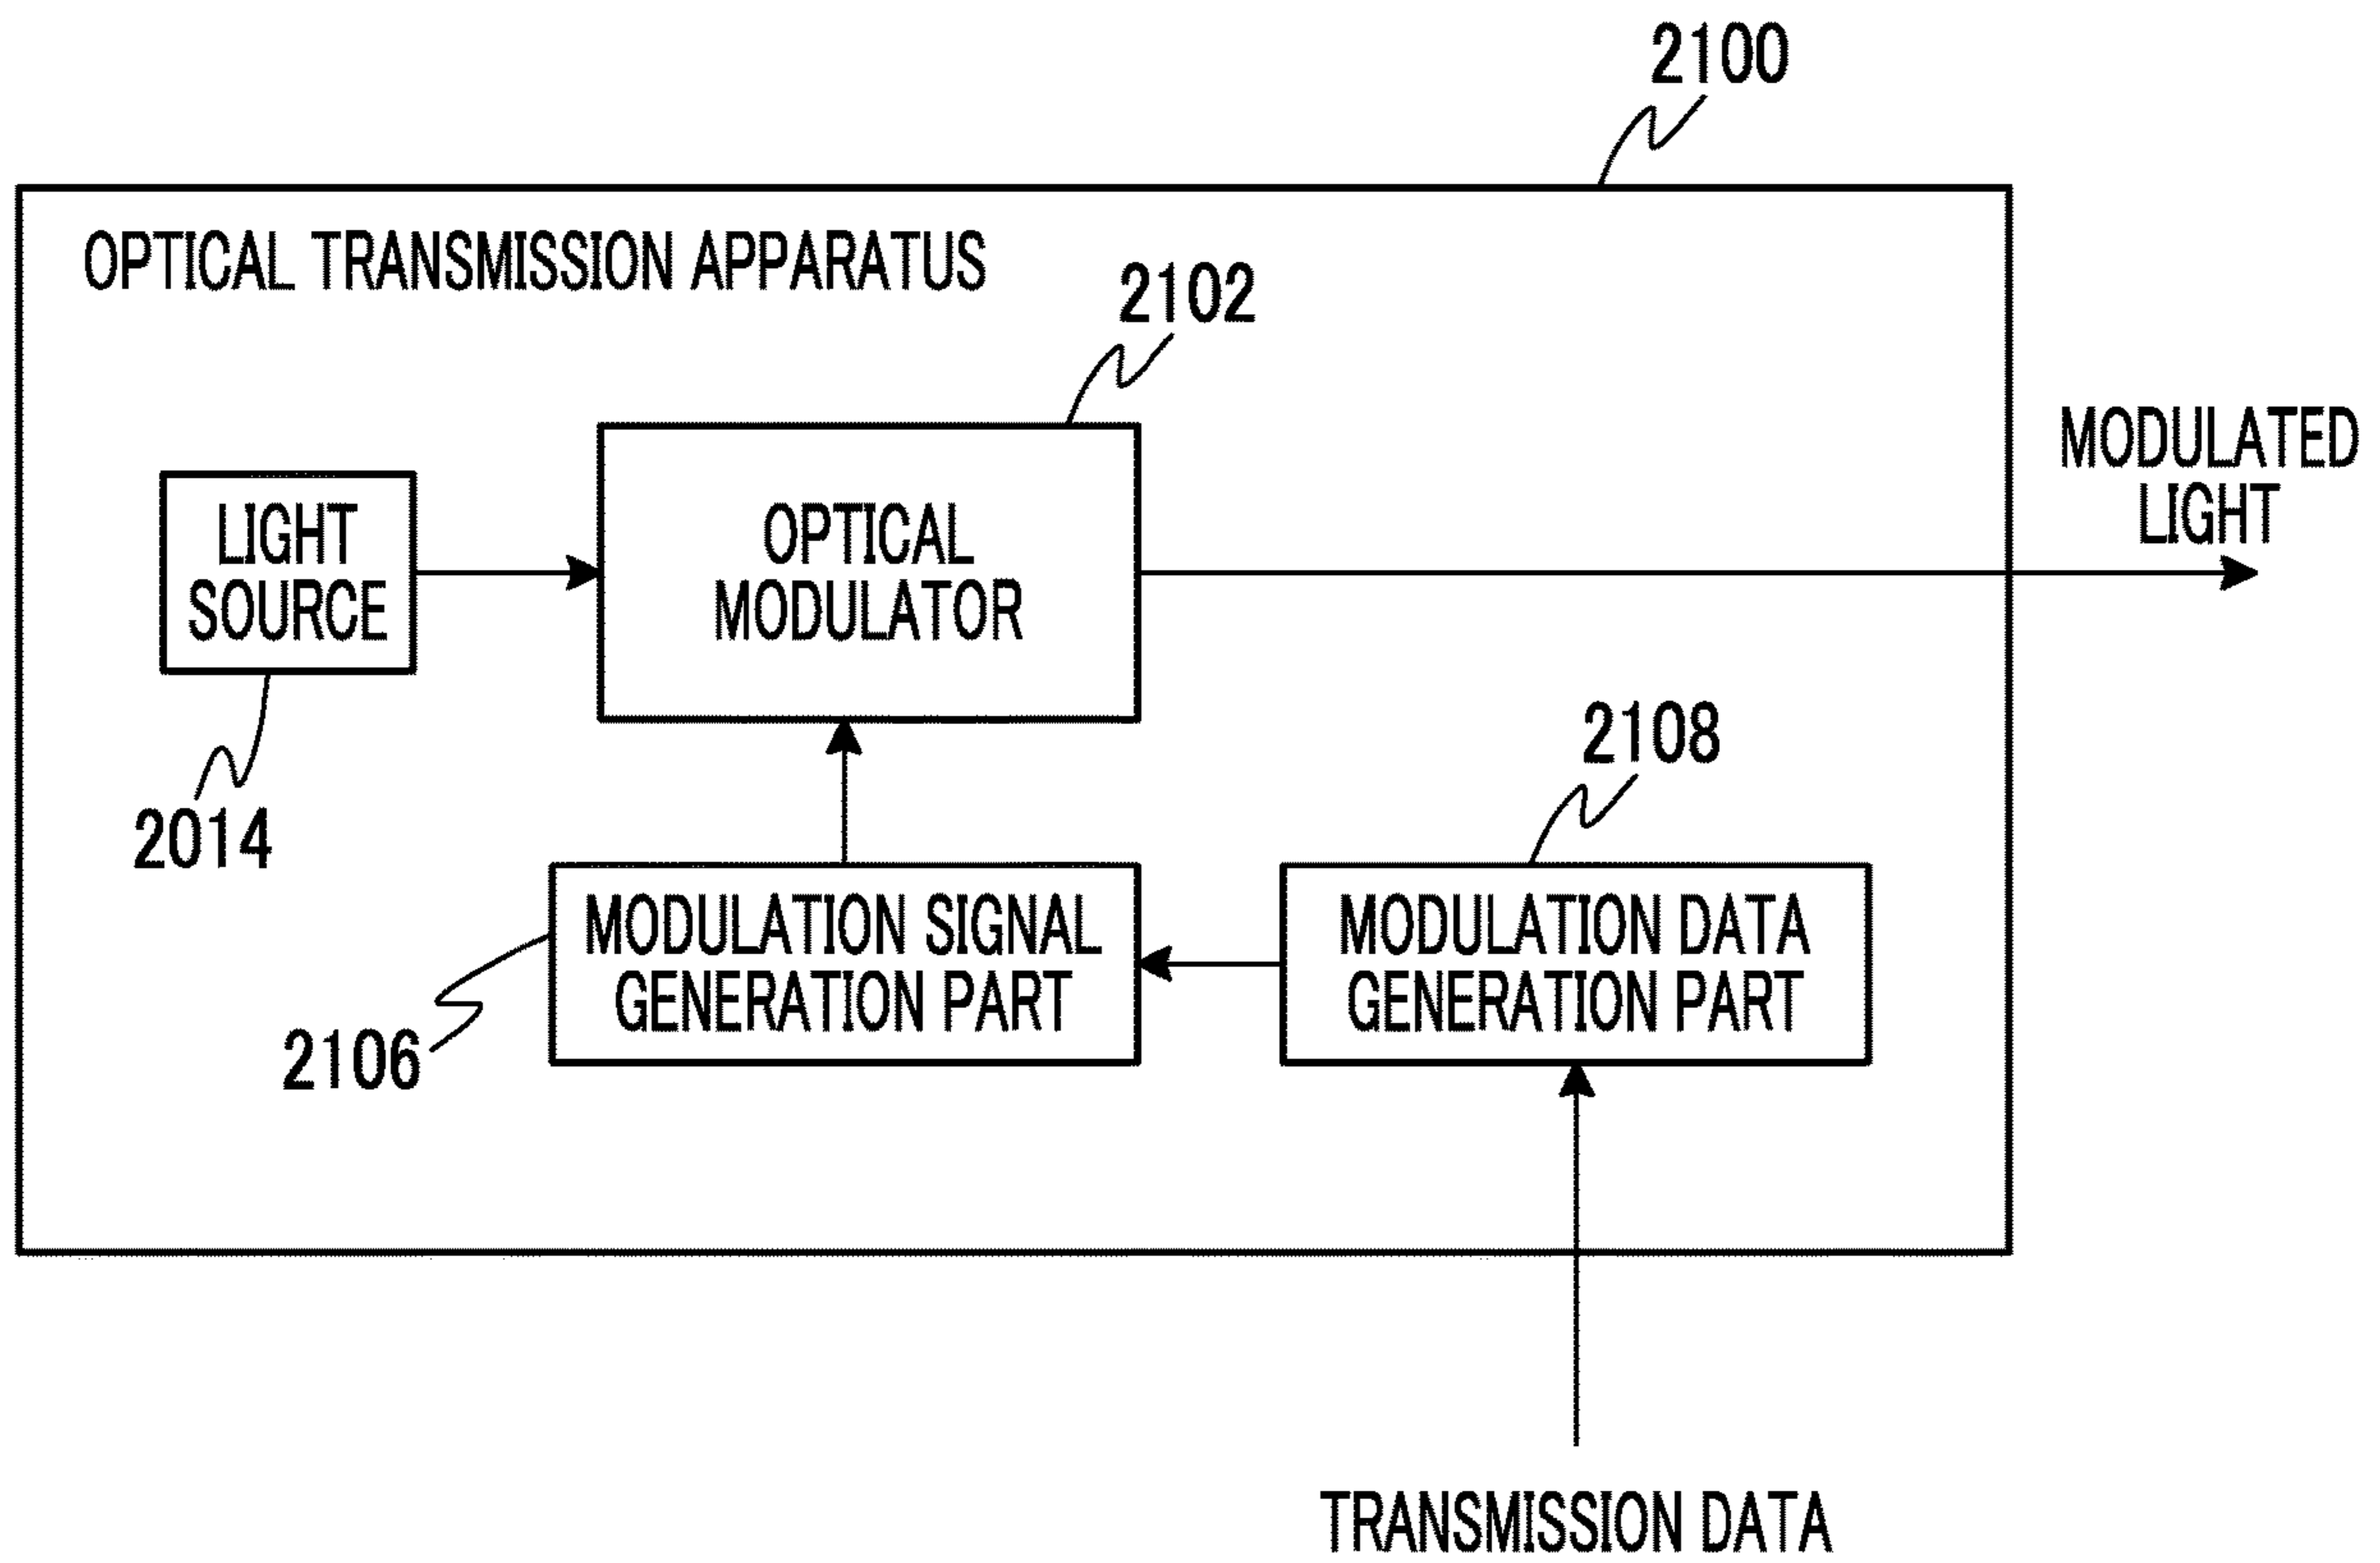 2100
OPTICAL TRANSMISSION APPARATUS
2102
MODULATED
LIGHT
LIGHT
SOURCE
OPTICAL
MODULATOR
2014
2108
MODULATION SIGNAL
GENERATION PART
MODULATION DATA
GENERATION PART
2106
TRANSMISSION DATA